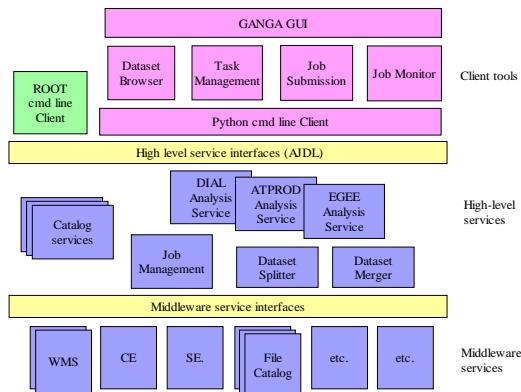 GANGA GUI
Dataset
Browser
Task
Management
Job
Submission
Job Monitor
Client tools
ROOT
cmd line
Client
Python cmd line Client
High level service interfaces (AJDL)
DIAL
Analysis
Service
ATPROD
Analysis
Service
EGEE
Analysis
Service
High-level
services
Catalog
services
Job
Management
Dataset
Splitter
Dataset
Merger
Middleware service interfaces
WMS
CE
SE.
File
Catalog
etc.
etc.
Middleware
services